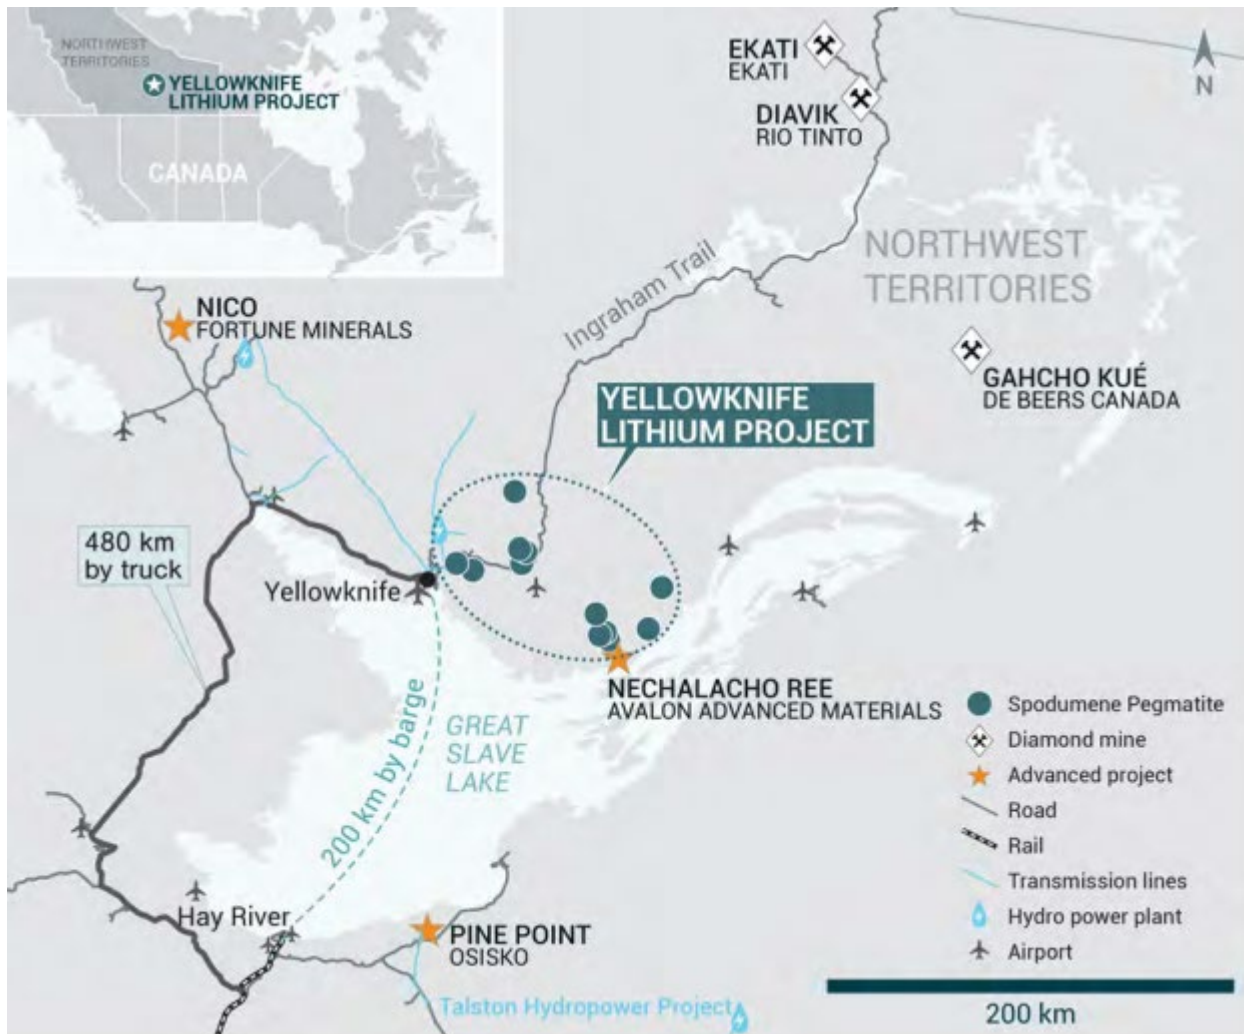 NORTHWEST
TERRITORIES
YELLOWKNIFE
LITHIUM PROJECT
CANADA
EKATI
EKATI
DIAVIK
RIO TINTO
N
NORTHWEST
TERRITORIES
Ingraham Trail
NICO
FORTUNE MINERALS
GAHCHO KUÉ
DE BEERS CANADA
YELLOWKNIFE
LITHIUM PROJECT
480 km
by truck
Yellowknife
NECHALACHO REE
AVALON ADVANCED MATERIALS
GREAT
SLAVE
LAKE
200 km by barge
Hay River
PINE POINT
OSISKO
Talston Hydropower Project
Spodumene Pegmatite
Diamond mine
Advanced project
Road
Rail
Transmission lines
Hydro power plant
Airport
200 km